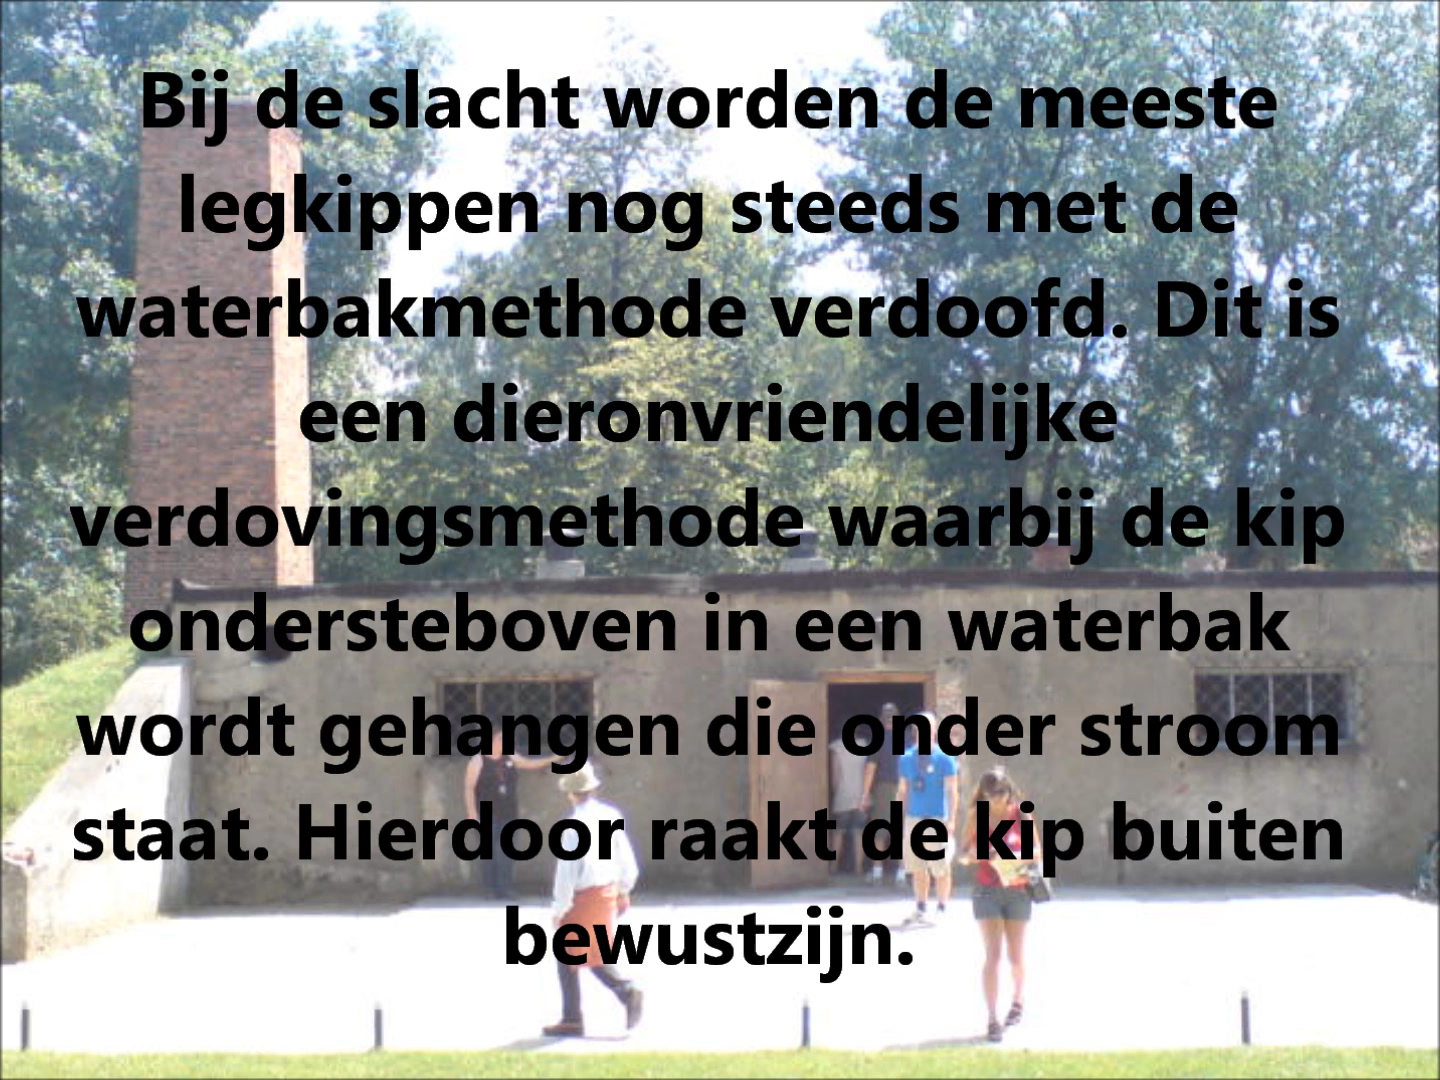 Bij de slacht worden de meeste
legkippen nog steeds met de
waterbakmethode verdoofd. Dit is
een dieronvriendelijke
verdovingsmethode waarbij de kip
ondersteboven in een waterbak
wordt gehangen die onder stroom
staat. Hierdoor raakt de kip buiten
bewustzijn.